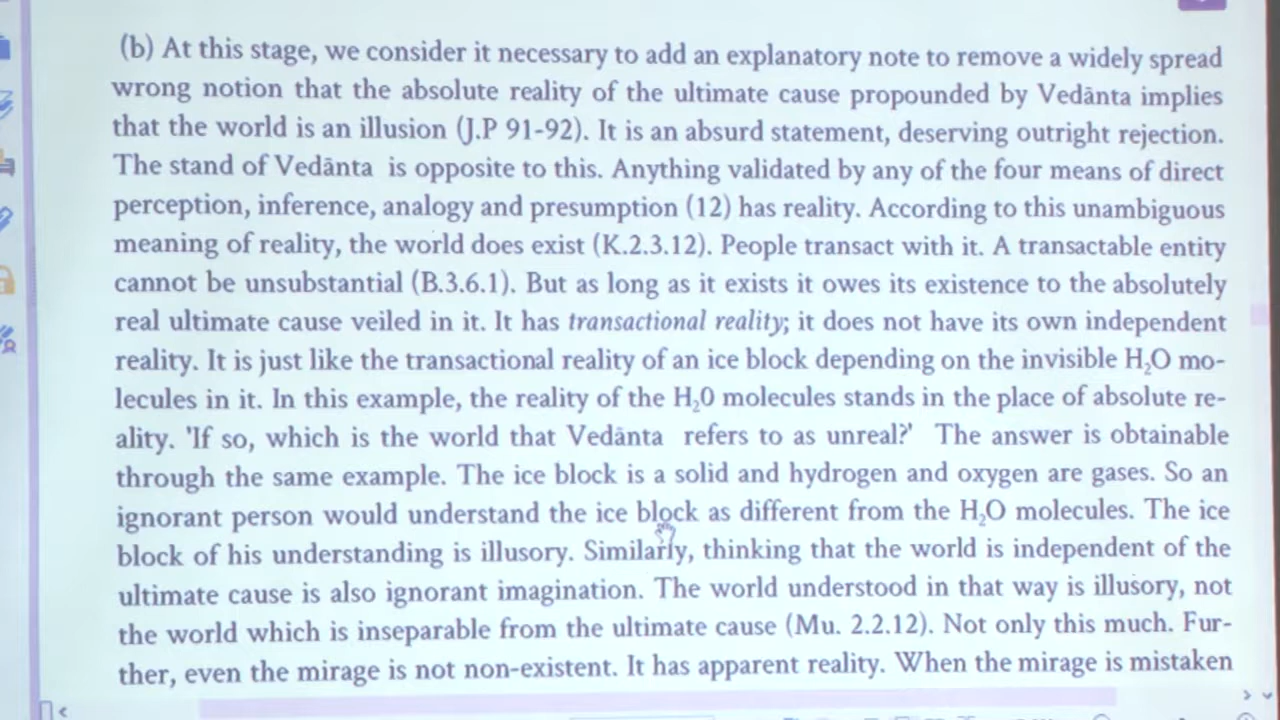 (b) At this stage, we consider it necessary to add an explanatory note to remove a widely spread
wrong notion that the absolute reality of the ultimate cause propounded by Vedānta implies
that the world is an illusion (J.P 91-92). It is an absurd statement, deserving outright rejection.
The stand of Vedānta is opposite to this. Anything validated by any of the four means of direct
perception, inference, analogy and presumption (12) has reality. According to this unambiguous
meaning of reality, the world does exist (K.2.3.12). People transact with it. A transactable entity
cannot be unsubstantial (B.3.6.1). But as long as it exists it owes its existence to the absolutely
real ultimate cause veiled in it. It has transactional reality; it does not have its own independent
reality. It is just like the transactional reality of an ice block depending on the invisible H₂O mo-
lecules in it. In this example, the reality of the H₂0 molecules stands in the place of absolute re-
ality. 'If so, which is the world that Vedānta refers to as unreal?' The answer is obtainable
through the same example. The ice block is a solid and hydrogen and oxygen are gases. So an
ignorant person would understand the ice block as different from the H₂O molecules. The ice
block of his understanding is illusory. Similarly, thinking that the world is independent of the
ultimate cause is also ignorant imagination. The world understood in that way is illusory, not
the world which is inseparable from the ultimate cause (Mu. 2.2.12). Not only this much. Fur-
ther, even the mirage is not non-existent. It has apparent reality. When the mirage is mistaken